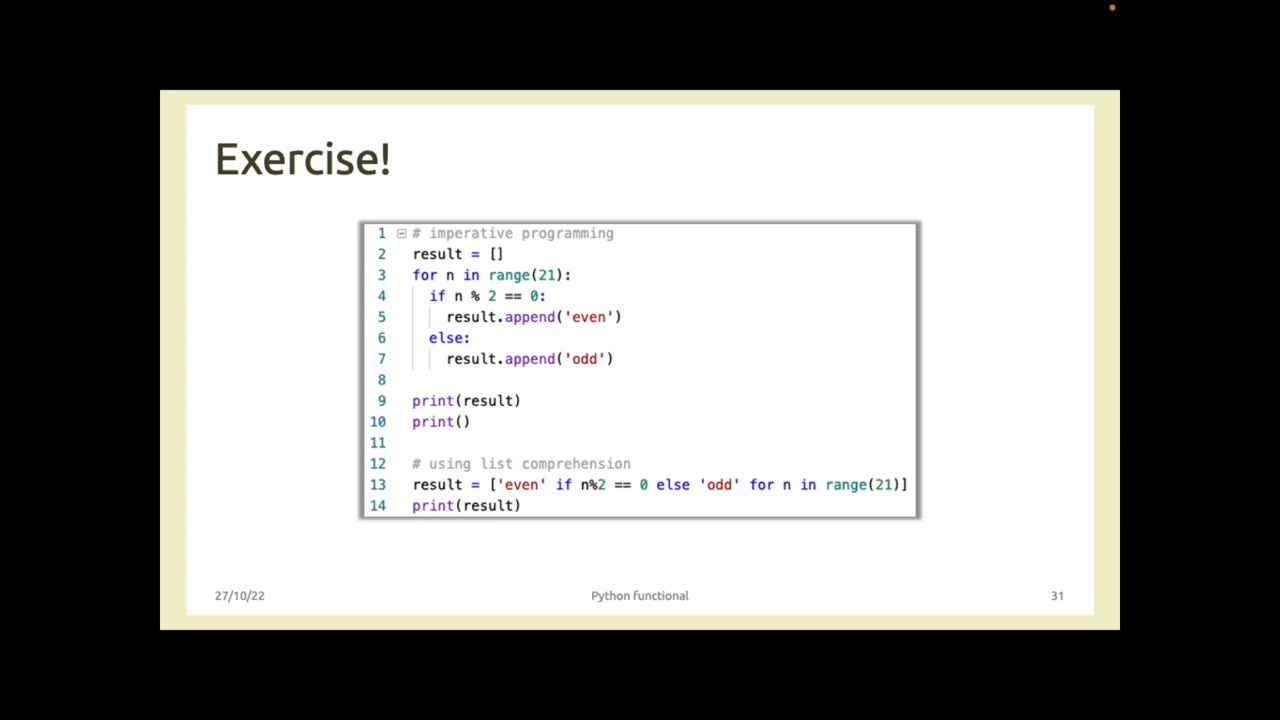 Exercise!
1 # imperative programming
2 result = []
3 for n in range(21):
4 if n % 2 == 0:
5 result.append('even')
6 else:
7 result.append('odd')
8
9 print(result)
10 print()
11
12 # using list comprehension
13 result = ['even' if n%2 == 0 else 'odd' for n in range(21)]
14 print(result)
27/10/22 Python functional 31